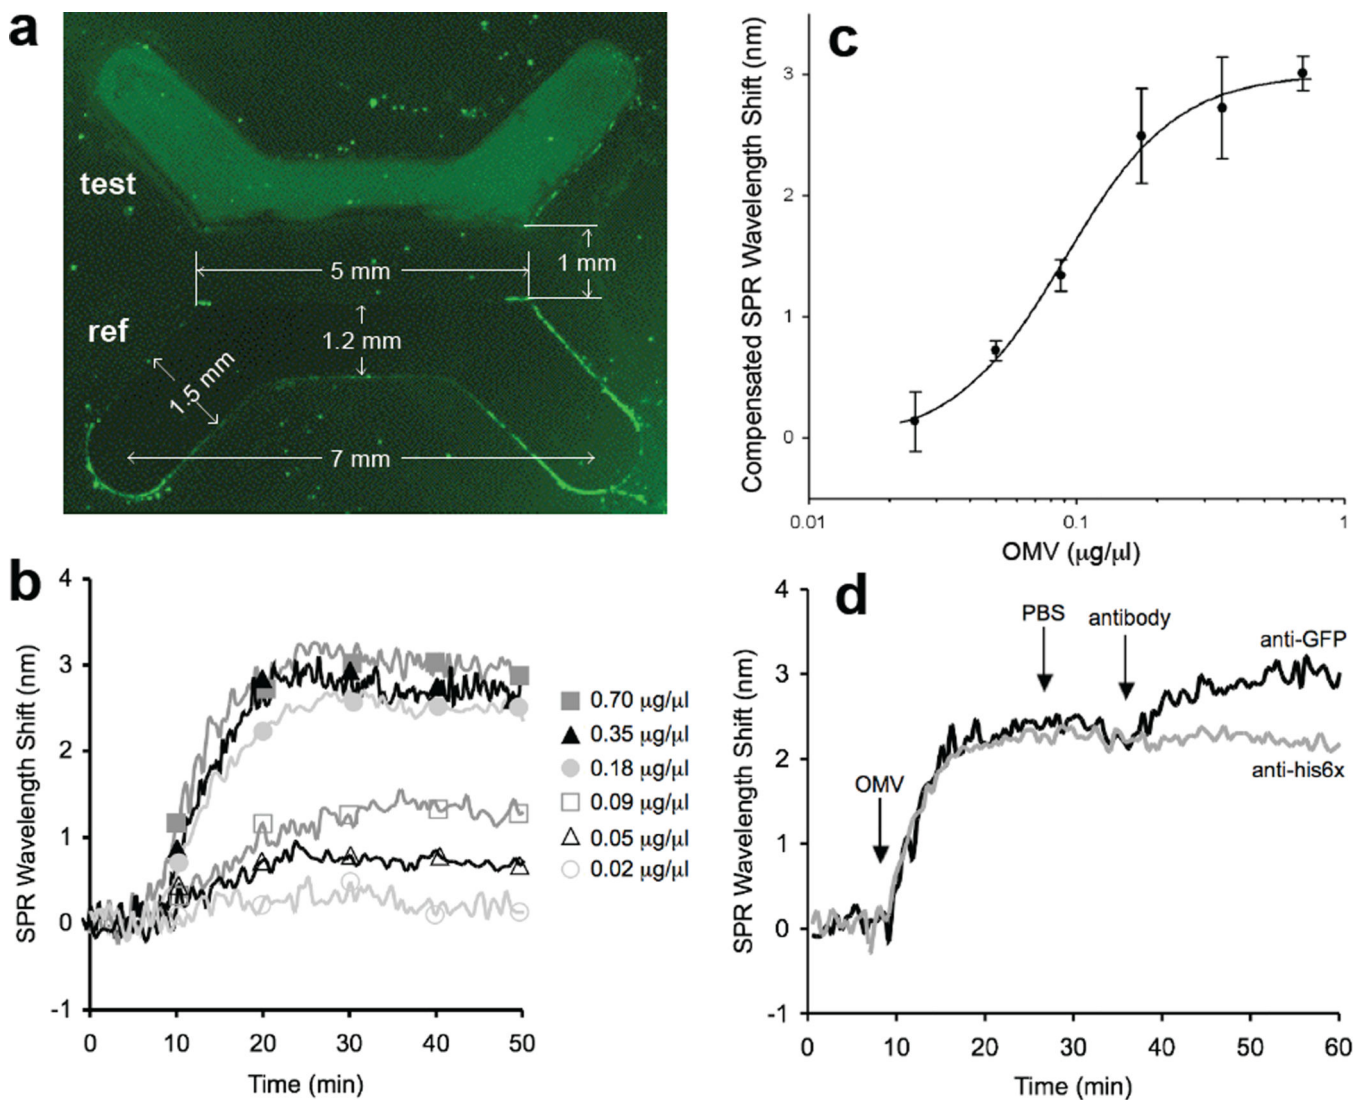 a
test
5 mm
1 mm
ref
1.2 mm
1.5 mm
7 mm
b
4
3
2
1
0
-1
SPR Wavelength Shift (nm)
0 10 20 30 40 50
Time (min)
0.70 μg/μl
0.35 μg/μl
0.18 μg/μl
0.09 μg/μl
0.05 μg/μl
0.02 μg/μl
c
Compensated SPR Wavelength Shift (nm)
3
2
1
0
0.01 0.1 1
OMV (μg/μl)
d
4
3
2
1
0
-1
SPR Wavelength Shift (nm)
OMV
PBS
antibody
anti-GFP
anti-his6x
0 10 20 30 40 50 60
Time (min)